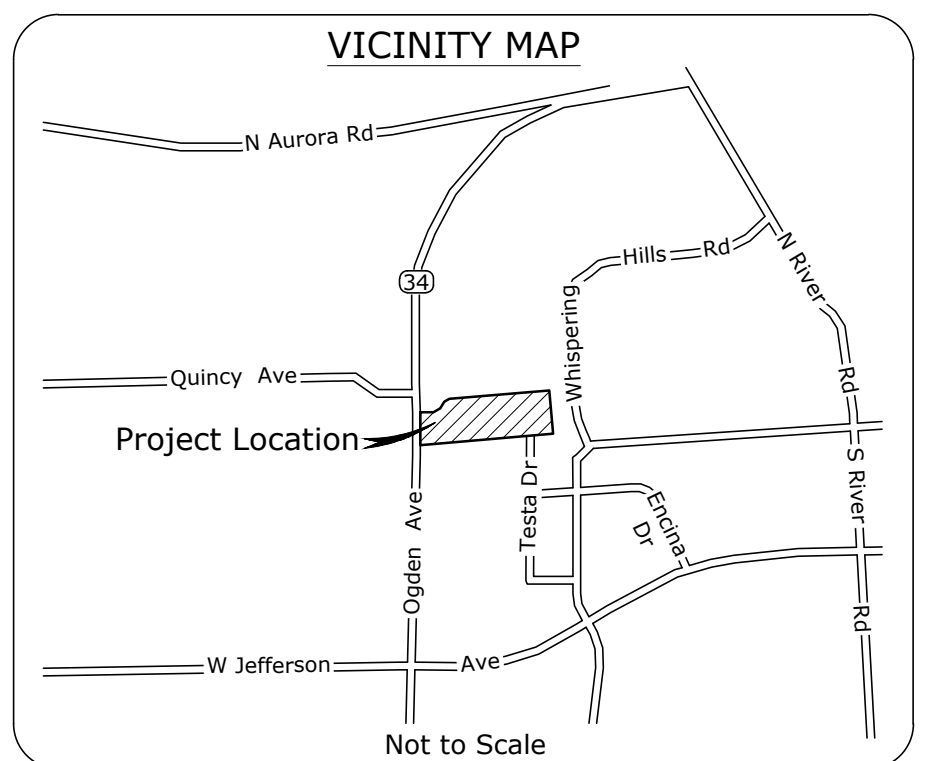 VICINITY MAP
N Aurora Rd
34
Whispering Hills Rd
N River Rd
Quincy Ave
Project Location
Ogden Ave
Testa Dr
Encina Dr
S River Rd
W Jefferson Ave
Not to Scale